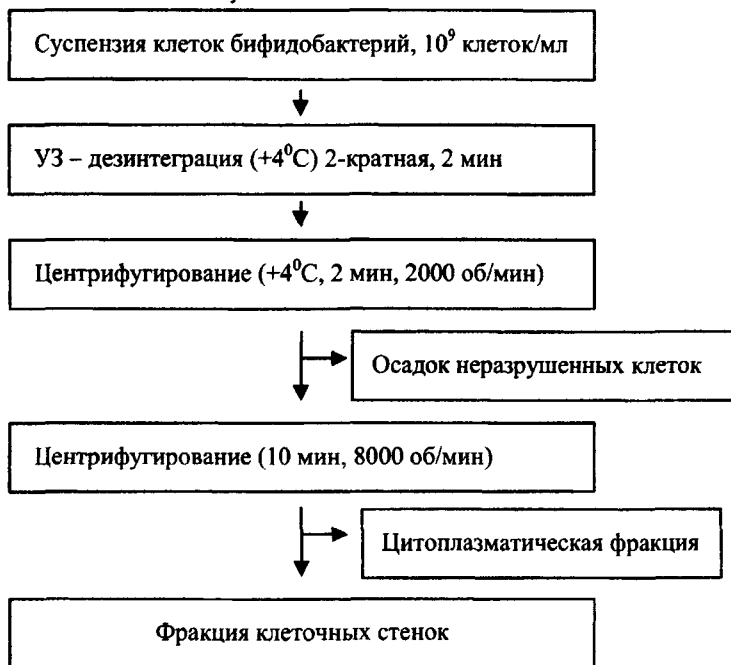 Суспензия клеток бифидобактерий, 10⁹ клеток/мл
УЗ – дезинтеграция (+4⁰С) 2-кратная, 2 мин
Центрифугирование (+4⁰С, 2 мин, 2000 об/мин)
Осадок неразрушенных клеток
Центрифугирование (10 мин, 8000 об/мин)
Цитоплазматическая фракция
Фракция клеточных стенок